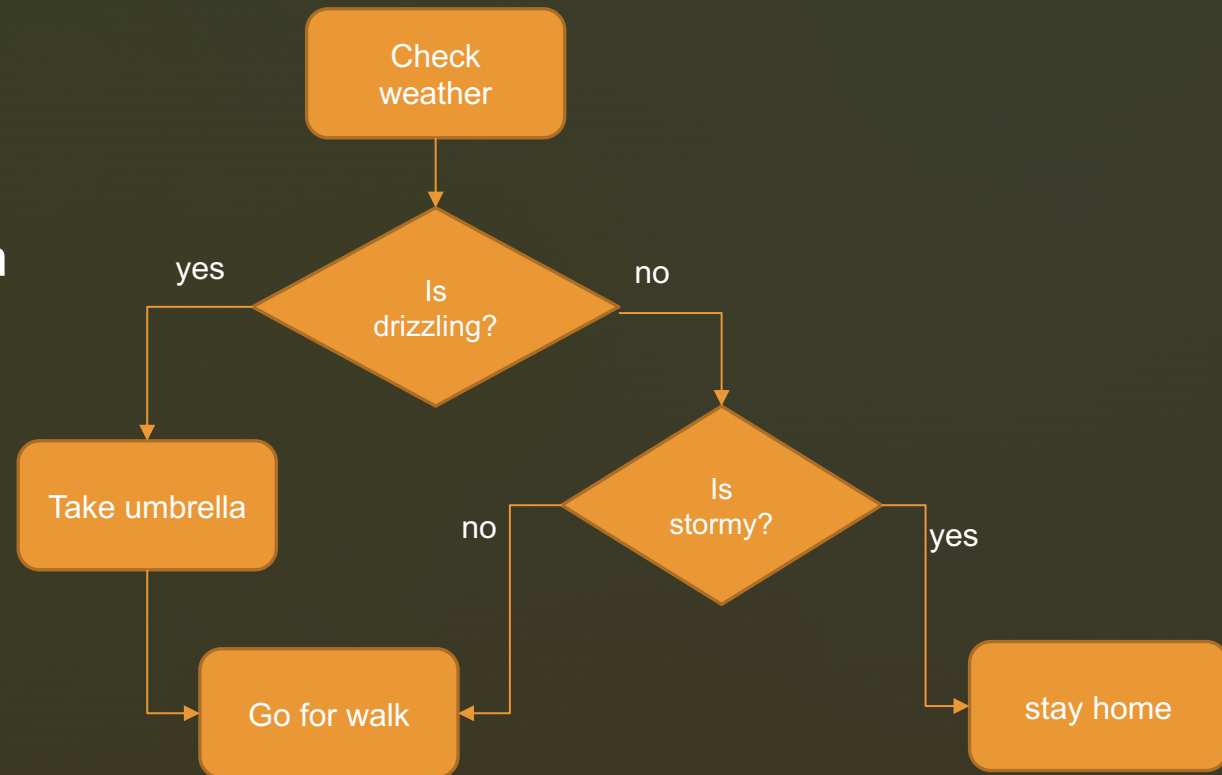 Check
weather
yes
no
Is
drizzling?
Take umbrella
no
Is
stormy?
yes
Go for walk
stay home